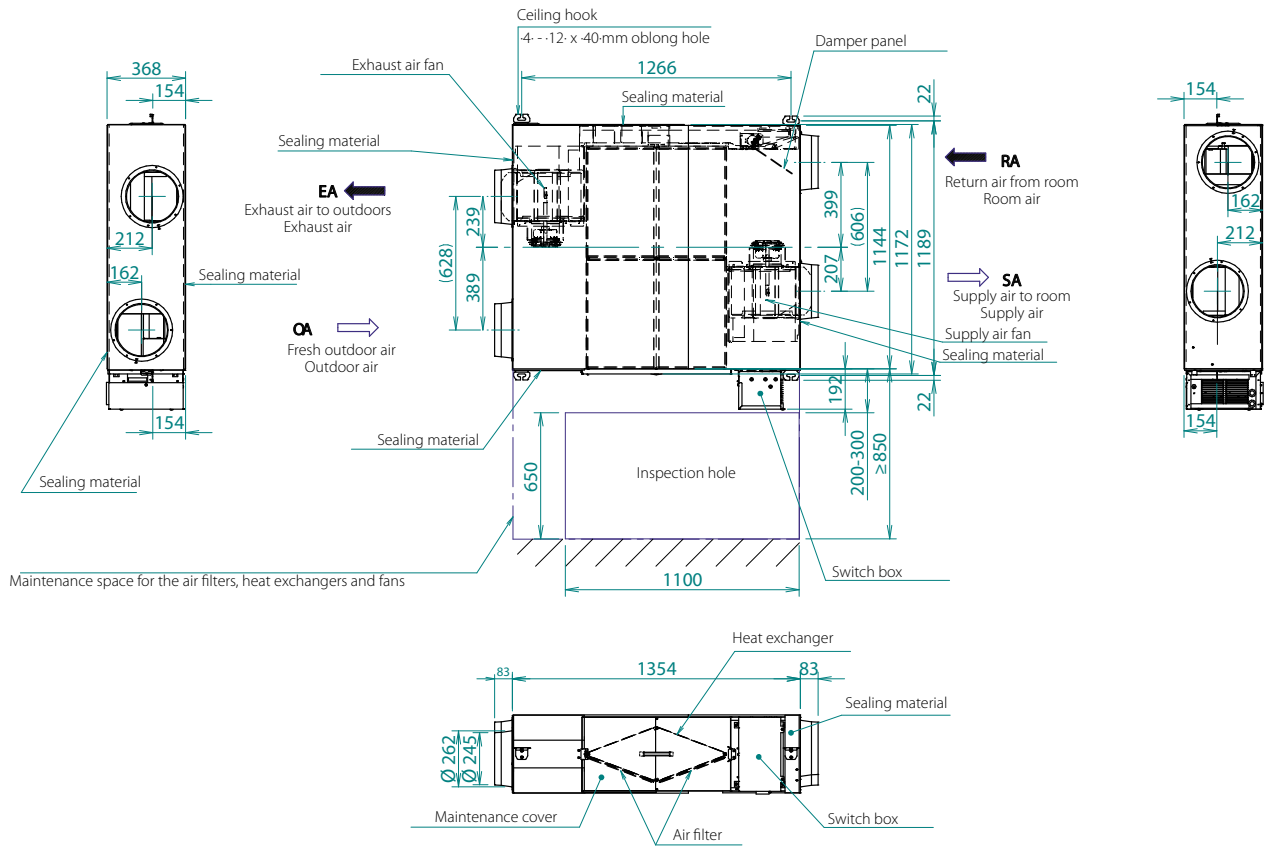 Ceiling hook
·4· - ·12· x ·40·mm oblong hole
Damper panel
Exhaust air fan
1266
368
154
Sealing material
22
154
Sealing material
EA
Exhaust air to outdoors
Exhaust air
RA
Return air from room
Room air
239
(628)
389
399
(606)
207
1144
1172
1189
212
162
Sealing material
162
212
SA
Supply air to room
Supply air
Supply air fan
Sealing material
OA
Fresh outdoor air
Outdoor air
192
22
154
154
Sealing material
Sealing material
650
Inspection hole
200-300
≥850
Maintenance space for the air filters, heat exchangers and fans
Switch box
1100
Heat exchanger
83
1354
83
Sealing material
Ø 262
Ø 245
Maintenance cover
Air filter
Switch box